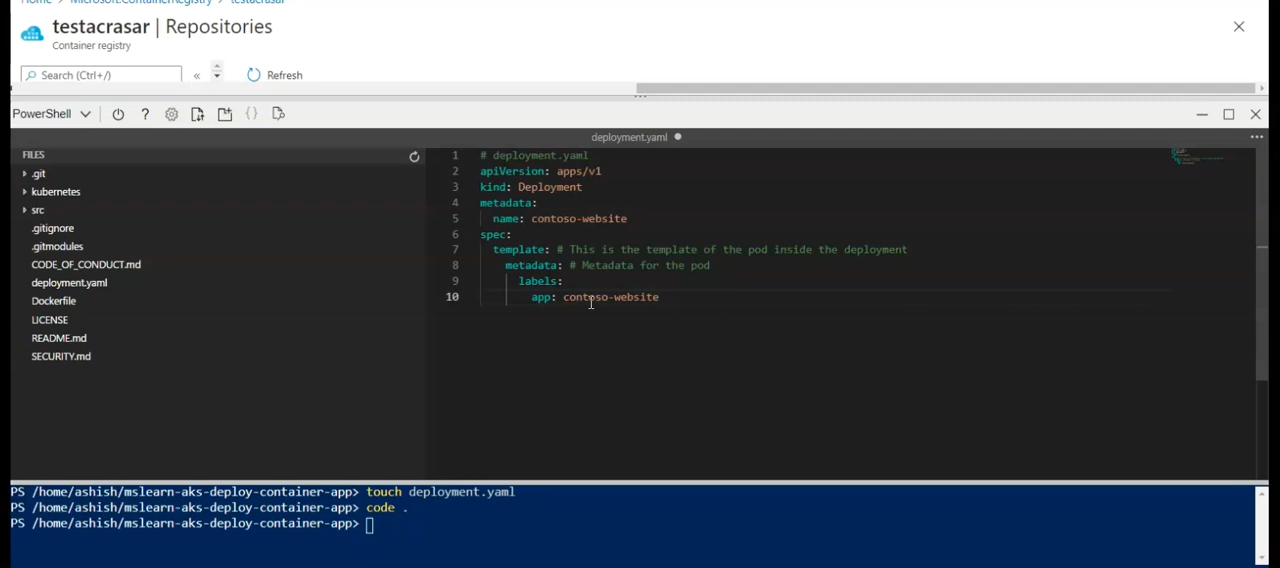 Home > Microsoft.ContainerRegistry > testacrasar
testacrasar | Repositories
Container registry
Search (Ctrl+/)
«
Refresh
PowerShell
?
{ }
deployment.yaml
FILES
.git
kubernetes
src
.gitignore
.gitmodules
CODE_OF_CONDUCT.md
deployment.yaml
Dockerfile
LICENSE
README.md
SECURITY.md
1 # deployment.yaml
2 apiVersion: apps/v1
3 kind: Deployment
4 metadata:
5 name: contoso-website
6 spec:
7 template: # This is the template of the pod inside the deployment
8 metadata: # Metadata for the pod
9 labels:
10 app: contoso-website
PS /home/ashish/mslearn-aks-deploy-container-app> touch deployment.yaml
PS /home/ashish/mslearn-aks-deploy-container-app> code .
PS /home/ashish/mslearn-aks-deploy-container-app>